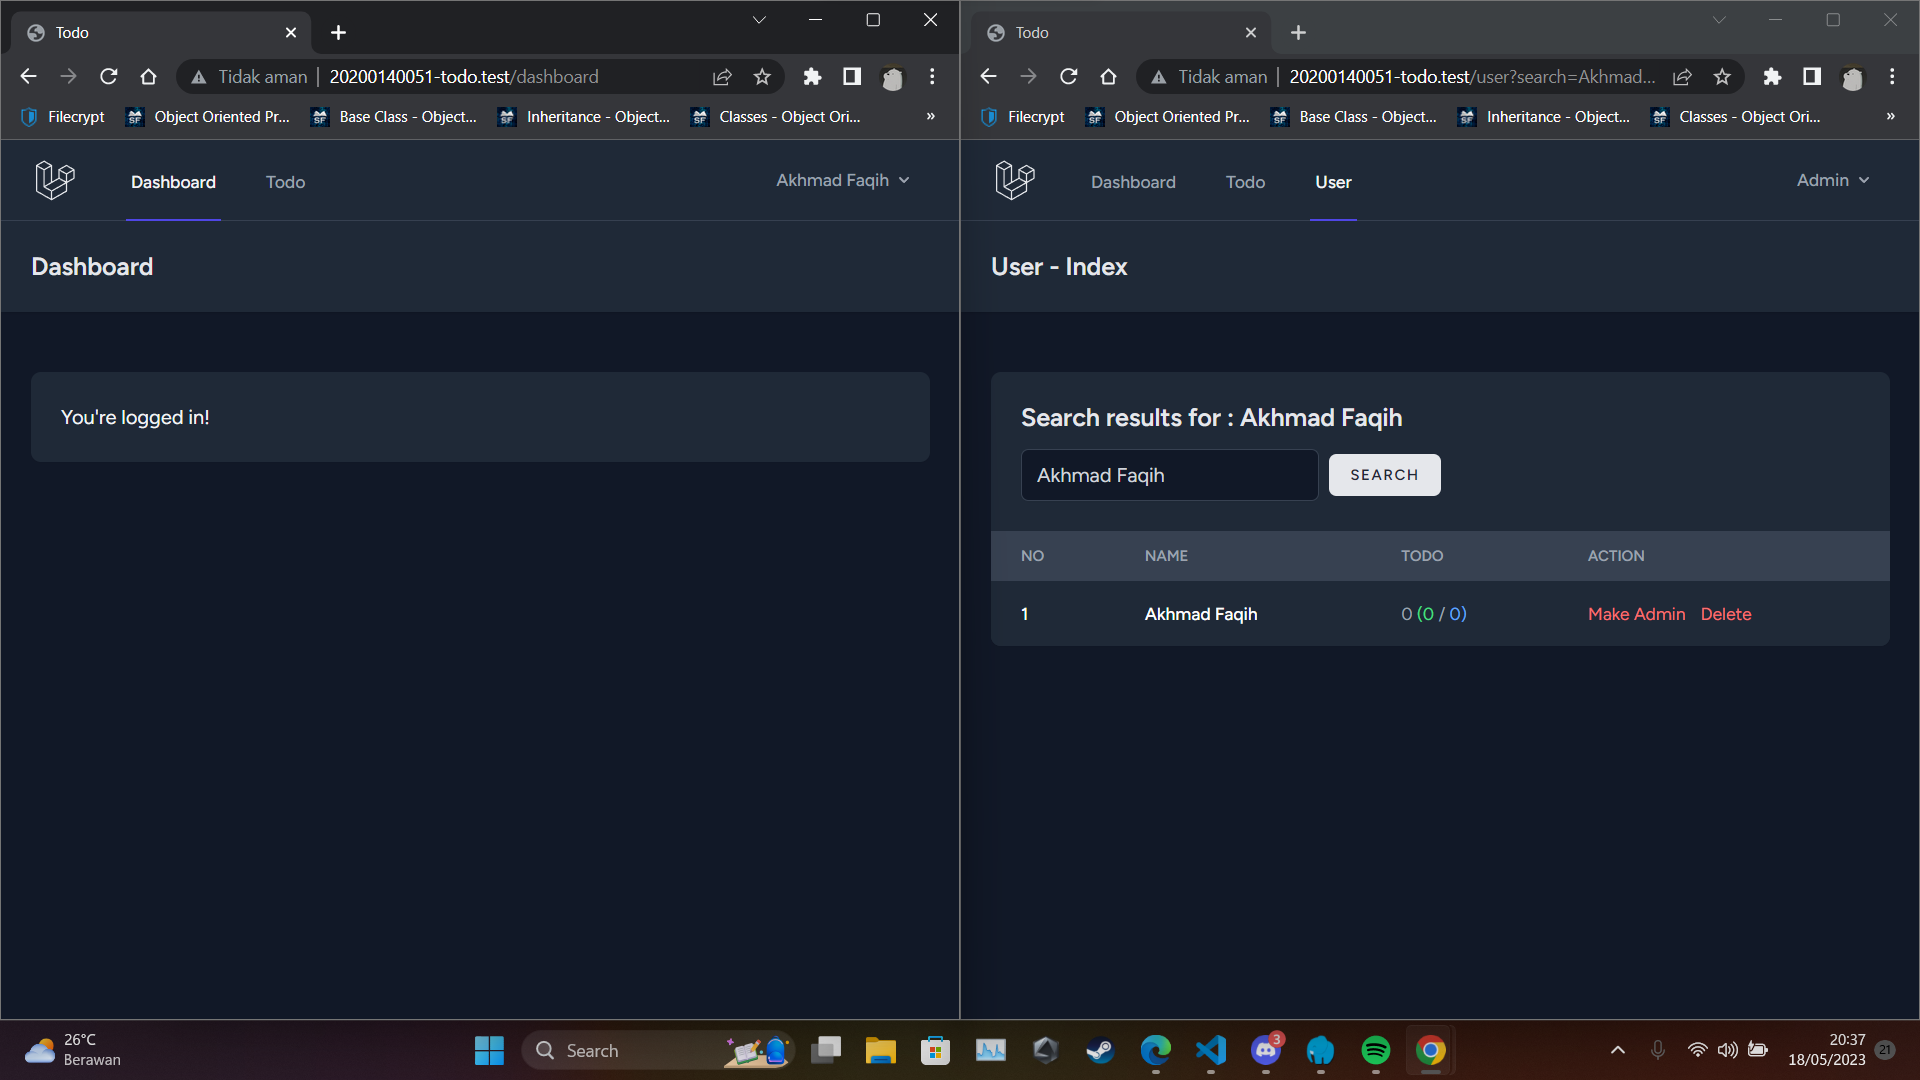 Todo
Tidak aman | 20200140051-todo.test/dashboard
Filecrypt Object Oriented Pr... Base Class - Object... Inheritance - Object... Classes - Object Ori... »
Dashboard Todo Akhmad Faqih
Dashboard
You're logged in!
Todo
Tidak aman | 20200140051-todo.test/user?search=Akhmad...
Filecrypt Object Oriented Pr... Base Class - Object... Inheritance - Object... Classes - Object Ori... »
Dashboard Todo User Admin
User - Index
Search results for : Akhmad Faqih
Akhmad Faqih SEARCH
NO NAME TODO ACTION
1 Akhmad Faqih 0 (0 / 0) Make Admin Delete
26°C
Berawan
Search
3
20:37
18/05/2023
21